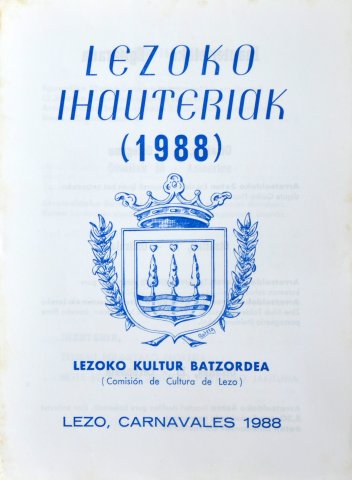 LEZOKO
IHAUTERIAK
(1988)
LEZOKO KULTUR BATZORDEA
(Comisión de Cultura de Lezo)
LEZO, CARNAVALES 1988